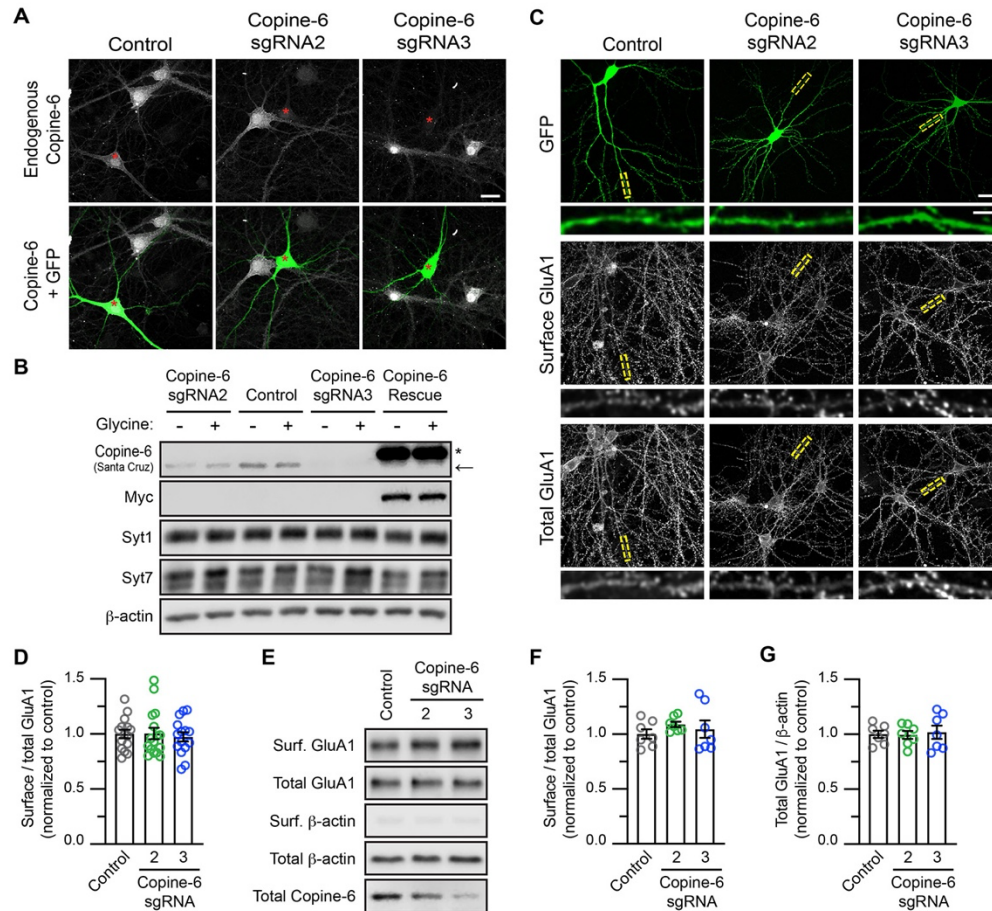 A
Control
Copine-6
sgRNA2
Copine-6
sgRNA3
Endogenous
Copine-6
*
*
*
Copine-6
+ GFP
*
*
*
B
Copine-6
sgRNA2
Control
Copine-6
sgRNA3
Copine-6
Rescue
Glycine: - + - + - + - +
Copine-6
(Santa Cruz)
*
←
Myc
Syt1
Syt7
β-actin
C
Control
Copine-6
sgRNA2
Copine-6
sgRNA3
GFP
Surface GluA1
Total GluA1
D
Surface / total GluA1
(normalized to control)
1.5
1.0
0.5
0.0
Control
2 3
Copine-6
sgRNA
E
Control
Copine-6
sgRNA
2 3
Surf. GluA1
Total GluA1
Surf. β-actin
Total β-actin
Total Copine-6
F
Surface / total GluA1
(normalized to control)
1.5
1.0
0.5
0.0
Control
2 3
Copine-6
sgRNA
G
Total GluA1 / β-actin
(normalized to control)
1.5
1.0
0.5
0.0
Control
2 3
Copine-6
sgRNA